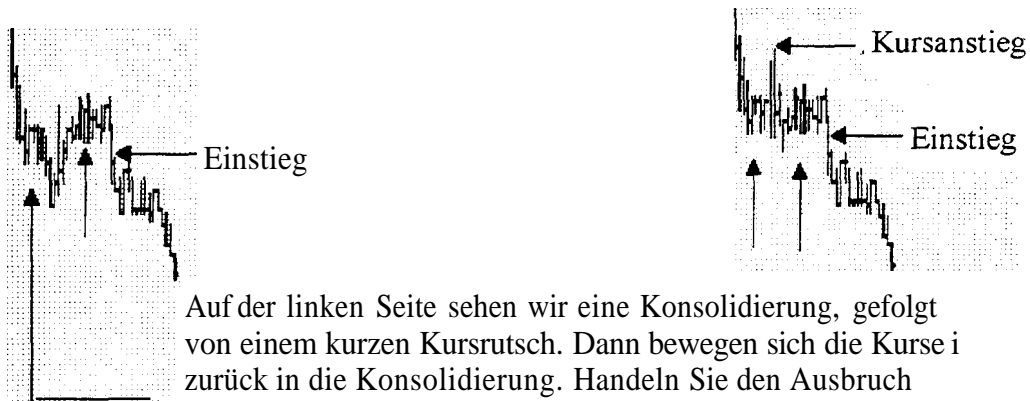 Kursanstieg
Einstieg
Einstieg
Auf der linken Seite sehen wir eine Konsolidierung, gefolgt
von einem kurzen Kursrutsch. Dann bewegen sich die Kurse i
zurück in die Konsolidierung. Handeln Sie den Ausbruch